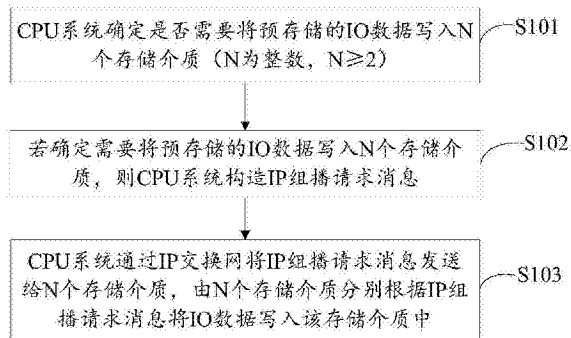 CPU系统确定是否需要将预存储的IO数据写入N
个存储介质（N为整数，N≥2）
S101
若确定需要将预存储的IO数据写入N个存储介
质，则CPU系统构造IP组播请求消息
S102
CPU系统通过IP交换网将IP组播请求消息发送
给N个存储介质，由N个存储介质分别根据IP组
播请求消息将IO数据写入该存储介质中
S103